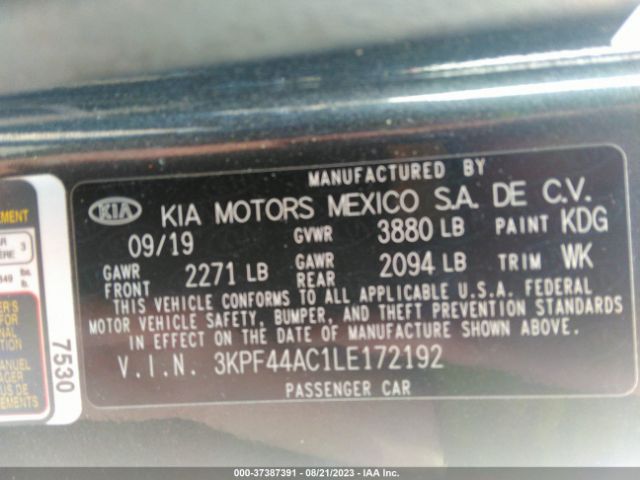 MANUFACTURED BY
KIA KIA MOTORS MEXICO S.A. DE C.V.
09/19 GVWR 3880 LB PAINT KDG
GAWR FRONT 2271 LB GAWR REAR 2094 LB TRIM WK
THIS VEHICLE CONFORMS TO ALL APPLICABLE U.S.A. FEDERAL
MOTOR VEHICLE SAFETY, BUMPER, AND THEFT PREVENTION STANDARDS
IN EFFECT ON THE DATE OF MANUFACTURE SHOWN ABOVE.
V.I.N. 3KPF44AC1LE172192
PASSENGER CAR
7530
3
lbs.
000-37387391 - 08/21/2023 - IAA Inc.